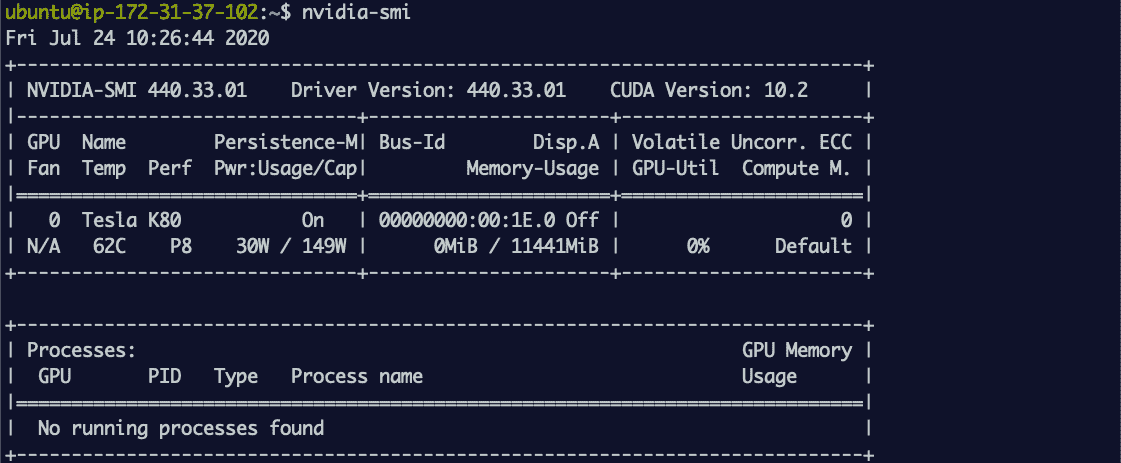 ubuntu@ip-172-31-37-102:~$ nvidia-smi
Fri Jul 24 10:26:44 2020
+-----------------------------------------------------------------------------+
| NVIDIA-SMI 440.33.01    Driver Version: 440.33.01    CUDA Version: 10.2     |
|-------------------------------+----------------------+----------------------+
| GPU  Name        Persistence-M| Bus-Id        Disp.A | Volatile Uncorr. ECC |
| Fan  Temp  Perf  Pwr:Usage/Cap|         Memory-Usage | GPU-Util  Compute M. |
|===============================+======================+======================|
|   0  Tesla K80           On   | 00000000:00:1E.0 Off |                    0 |
| N/A   62C    P8    30W / 149W |      0MiB / 11441MiB |      0%      Default |
+-------------------------------+----------------------+----------------------+

+-----------------------------------------------------------------------------+
| Processes:                                                       GPU Memory |
|  GPU       PID   Type   Process name                             Usage      |
|=============================================================================|
|  No running processes found                                                 |
+-----------------------------------------------------------------------------+